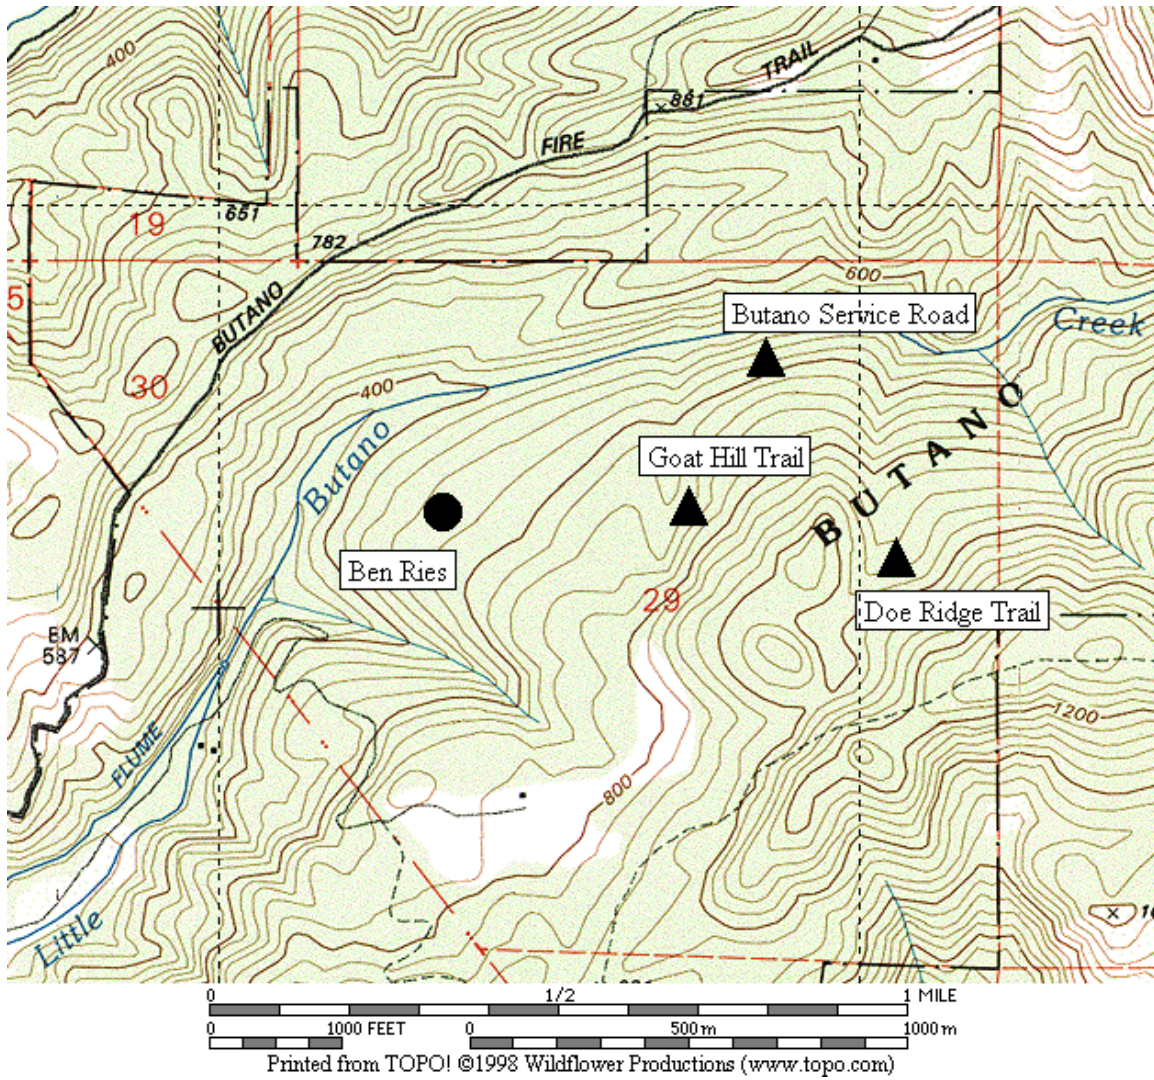 400
TRAIL
881
FIRE
651
19
782
5
600
BUTANO
Butano Service Road
Creek
30
400
Butano
BUTANO
Goat Hill Trail
Ben Ries
29
Doe Ridge Trail
BM
587
1200
FLUME
800
Little
0 1/2 1 MILE
0 1000 FEET 0 500 m 1000 m
Printed from TOPO! ©1998 Wildflower Productions (www.topo.com)